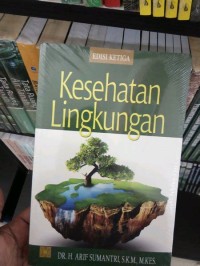 EDISI KETIGA
Kesehatan
Lingkungan
DR. H. ARIF SUMANTRI, S.K.M., M.KES.